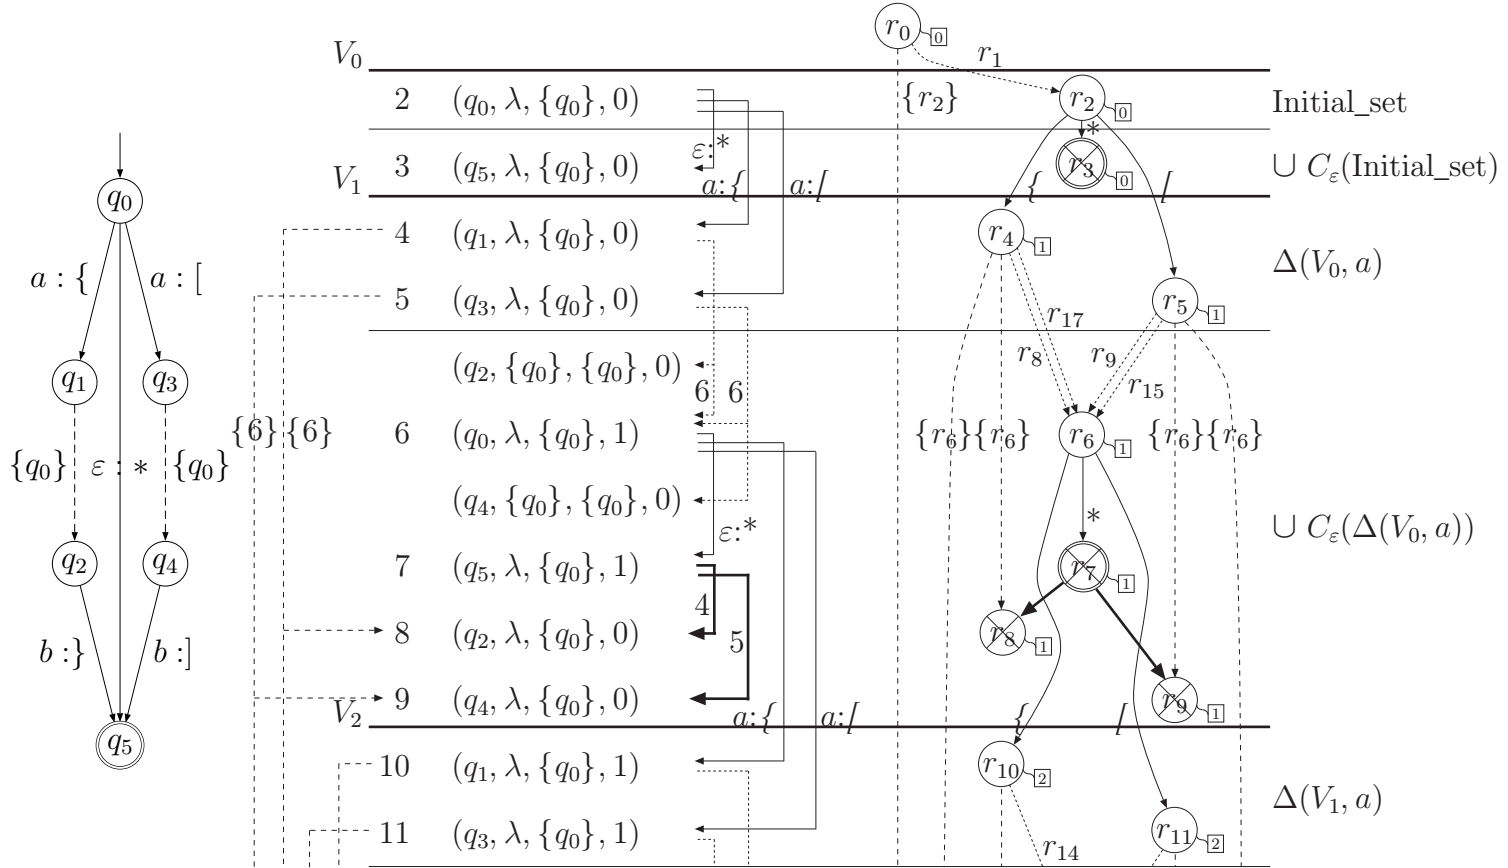 r0 0
V0
r1
2 (q0, λ, {q0}, 0) {r2} r2 0 Initial_set
ε:* *
3 (q5, λ, {q0}, 0) r3 0 ∪ Cε(Initial_set)
V1 a:{ a:[ { [
q0
4 (q1, λ, {q0}, 0) r4 1 Δ(V0, a)
a : { a : [
5 (q3, λ, {q0}, 0) r5 1
r17
r8 r9
(q2, {q0}, {q0}, 0)
q1 q3 6 6 r15
{6} {6} 6 (q0, λ, {q0}, 1) {r6}{r6} r6 1 {r6}{r6}
{q0} ε : * {q0}
(q4, {q0}, {q0}, 0)
ε:* * ∪ Cε(Δ(V0, a))
q2 q4 7 (q5, λ, {q0}, 1) r7 1
4
8 (q2, λ, {q0}, 0) r8 1
b :} b :] 5
9 (q4, λ, {q0}, 0) r9 1
V2 a:{ a:[ { [
q5
10 (q1, λ, {q0}, 1) r10 2
Δ(V1, a)
11 (q3, λ, {q0}, 1) r11 2
r14